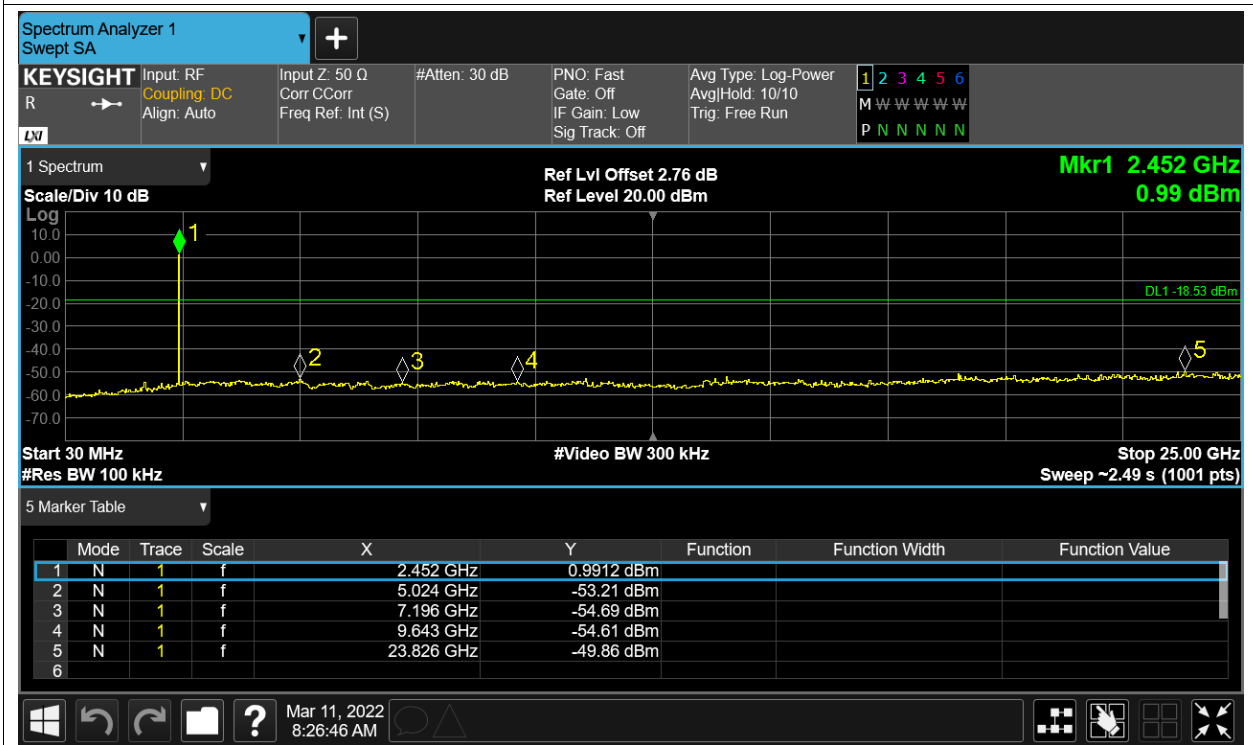 Spectrum Analyzer 1
Swept SA
KEYSIGHT
R
LXI
Input: RF
Coupling: DC
Align: Auto
Input Z: 50 Ω
Corr CCorr
Freq Ref: Int (S)
#Atten: 30 dB
PNO: Fast
Gate: Off
IF Gain: Low
Sig Track: Off
Avg Type: Log-Power
Avg|Hold: 10/10
Trig: Free Run
1 2 3 4 5 6
M W W W W W
P N N N N N
1 Spectrum
Scale/Div 10 dB
Ref Lvl Offset 2.76 dB
Ref Level 20.00 dBm
Mkr1 2.452 GHz
0.99 dBm
Log
10.0
0.00
-10.0
-20.0
-30.0
-40.0
-50.0
-60.0
-70.0
1
2
3
4
5
DL1 -18.53 dBm
Start 30 MHz
#Video BW 300 kHz
Stop 25.00 GHz
#Res BW 100 kHz
Sweep ~2.49 s (1001 pts)
5 Marker Table
Mode Trace Scale X Y Function Function Width Function Value
1 N 1 f 2.452 GHz 0.9912 dBm
2 N 1 f 5.024 GHz -53.21 dBm
3 N 1 f 7.196 GHz -54.69 dBm
4 N 1 f 9.643 GHz -54.61 dBm
5 N 1 f 23.826 GHz -49.86 dBm
6
?
Mar 11, 2022
8:26:46 AM